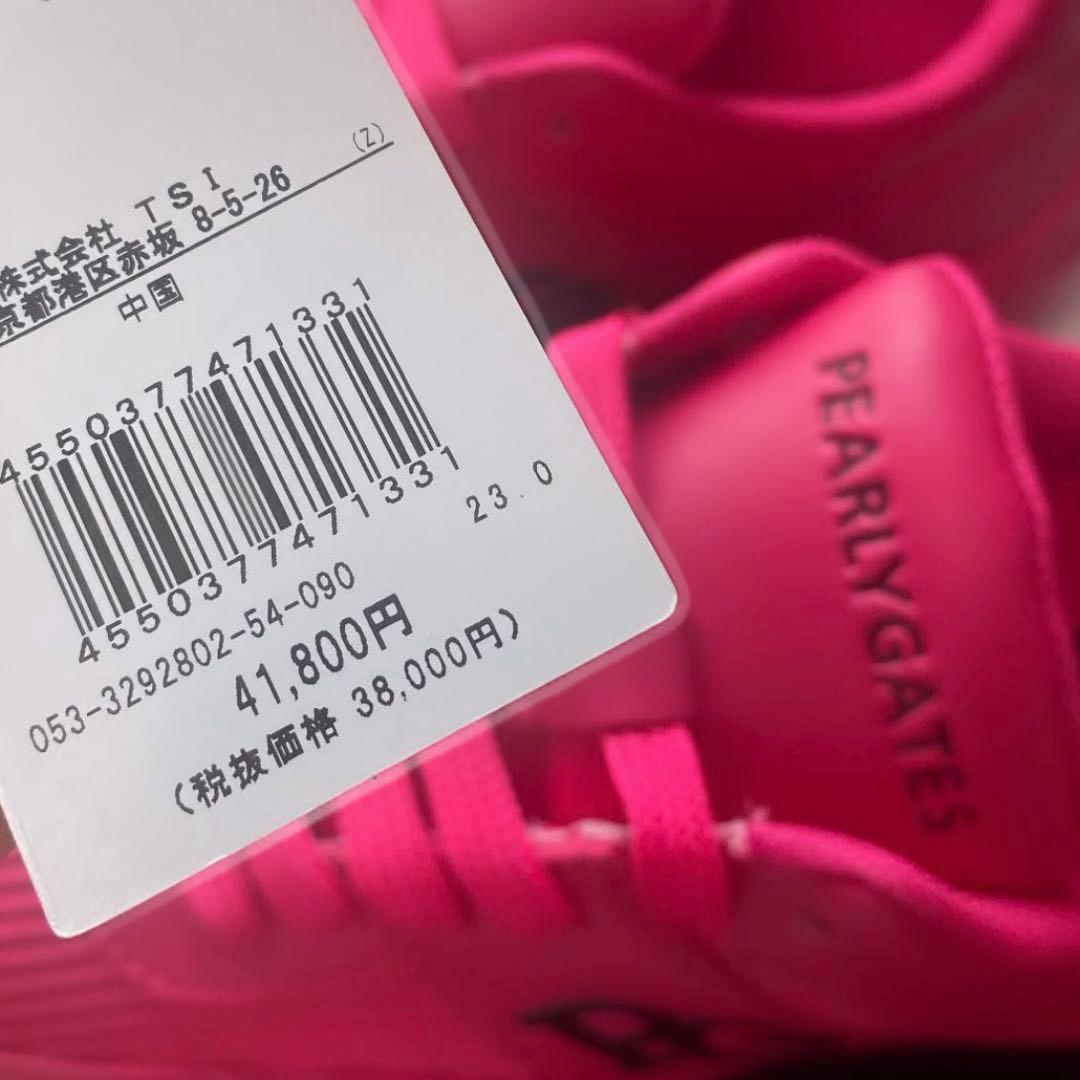 (Z)
株式会社 TSI
京都港区赤坂 8-5-26
中国
4550377471331
4550377471331
23.0
053-3292802-54-090
41,800円
(税抜価格 38,000円)
PEARLY GATES